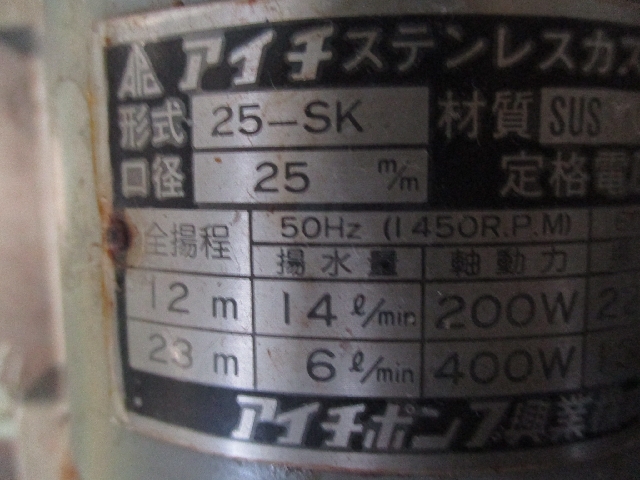 アイチステンレスカス
形式 25-SK 材質 SUS
口径 25 m/m 定格電
全揚程 50Hz (1450R.P.M)
揚水量 軸動力
12 m 14 ℓ/min 200W
23 m 6 ℓ/min 400W
アイチポンプ興業